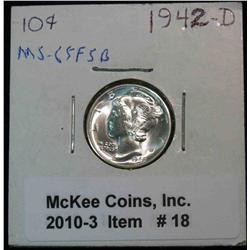 10¢ 1942-D
MS-65FSB
McKee Coins, Inc.
2010-3 Item # 18